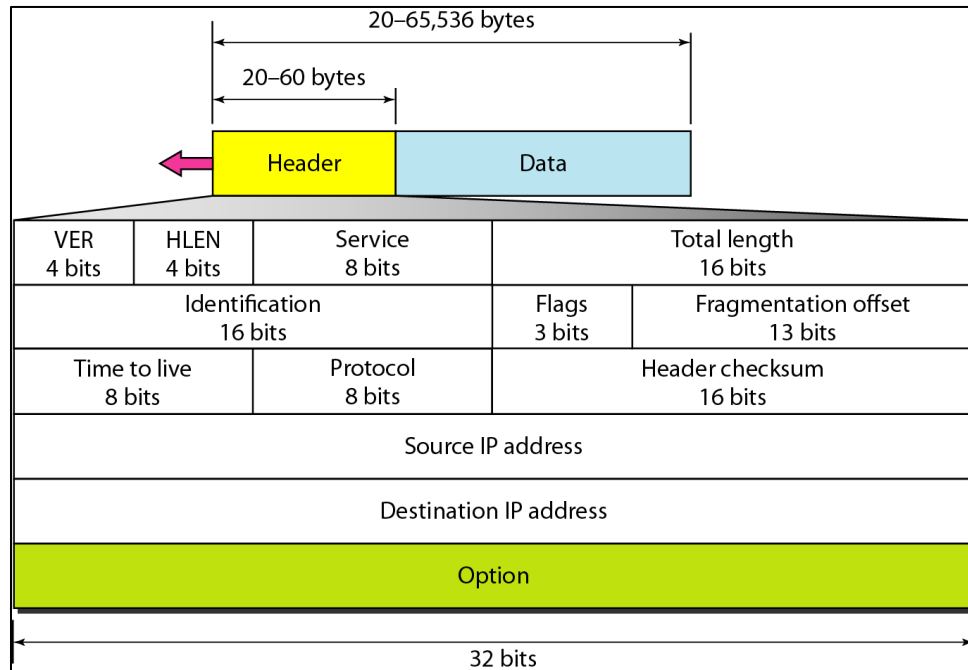 20–65,536 bytes
20–60 bytes
Header
Data
VER
4 bits
HLEN
4 bits
Service
8 bits
Total length
16 bits
Identification
16 bits
Flags
3 bits
Fragmentation offset
13 bits
Time to live
8 bits
Protocol
8 bits
Header checksum
16 bits
Source IP address
Destination IP address
Option
32 bits